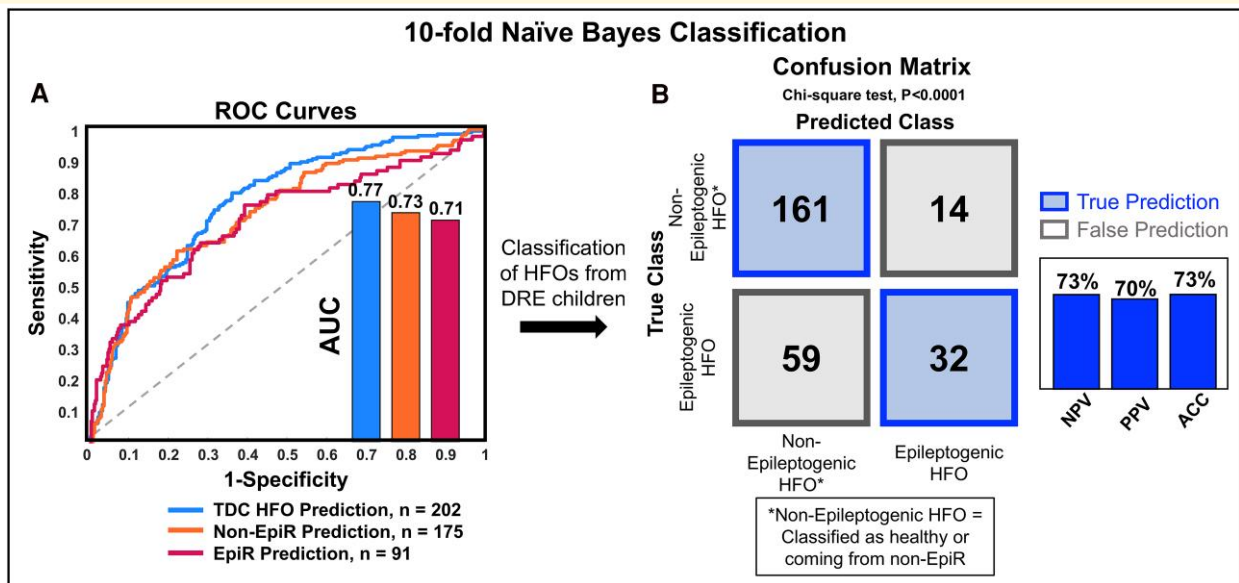 10-fold Naïve Bayes Classification
A
ROC Curves
Sensitivity
1
0.9
0.8
0.7
0.6
0.5
0.4
0.3
0.2
0.1
0 0.1 0.2 0.3 0.4 0.5 0.6 0.7 0.8 0.9 1
1-Specificity
AUC
0.77
0.73
0.71
TDC HFO Prediction, n = 202
Non-EpiR Prediction, n = 175
EpiR Prediction, n = 91
Classification
of HFOs from
DRE children
B
Confusion Matrix
Chi-square test, P<0.0001
Predicted Class
True Class
Non-
Epileptogenic
HFO*
161 14
Epileptogenic
HFO
59 32
Non-
Epileptogenic
HFO*
Epileptogenic
HFO
*Non-Epileptogenic HFO =
Classified as healthy or
coming from non-EpiR
True Prediction
False Prediction
73% 70% 73%
NPV PPV ACC